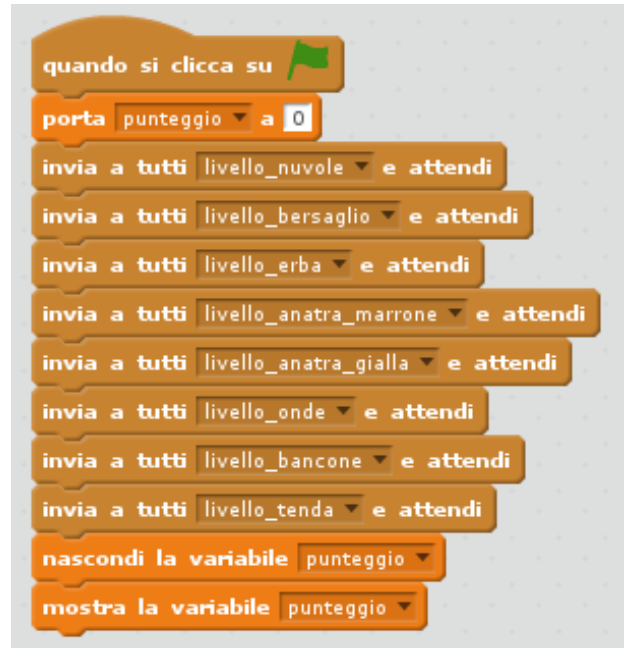 quando si clicca su
porta punteggio a 0
invia a tutti livello_nuvole e attendi
invia a tutti livello_bersaglio e attendi
invia a tutti livello_erba e attendi
invia a tutti livello_anatra_marrone e attendi
invia a tutti livello_anatra_gialla e attendi
invia a tutti livello_onde e attendi
invia a tutti livello_bancone e attendi
invia a tutti livello_tenda e attendi
nascondi la variabile punteggio
mostra la variabile punteggio